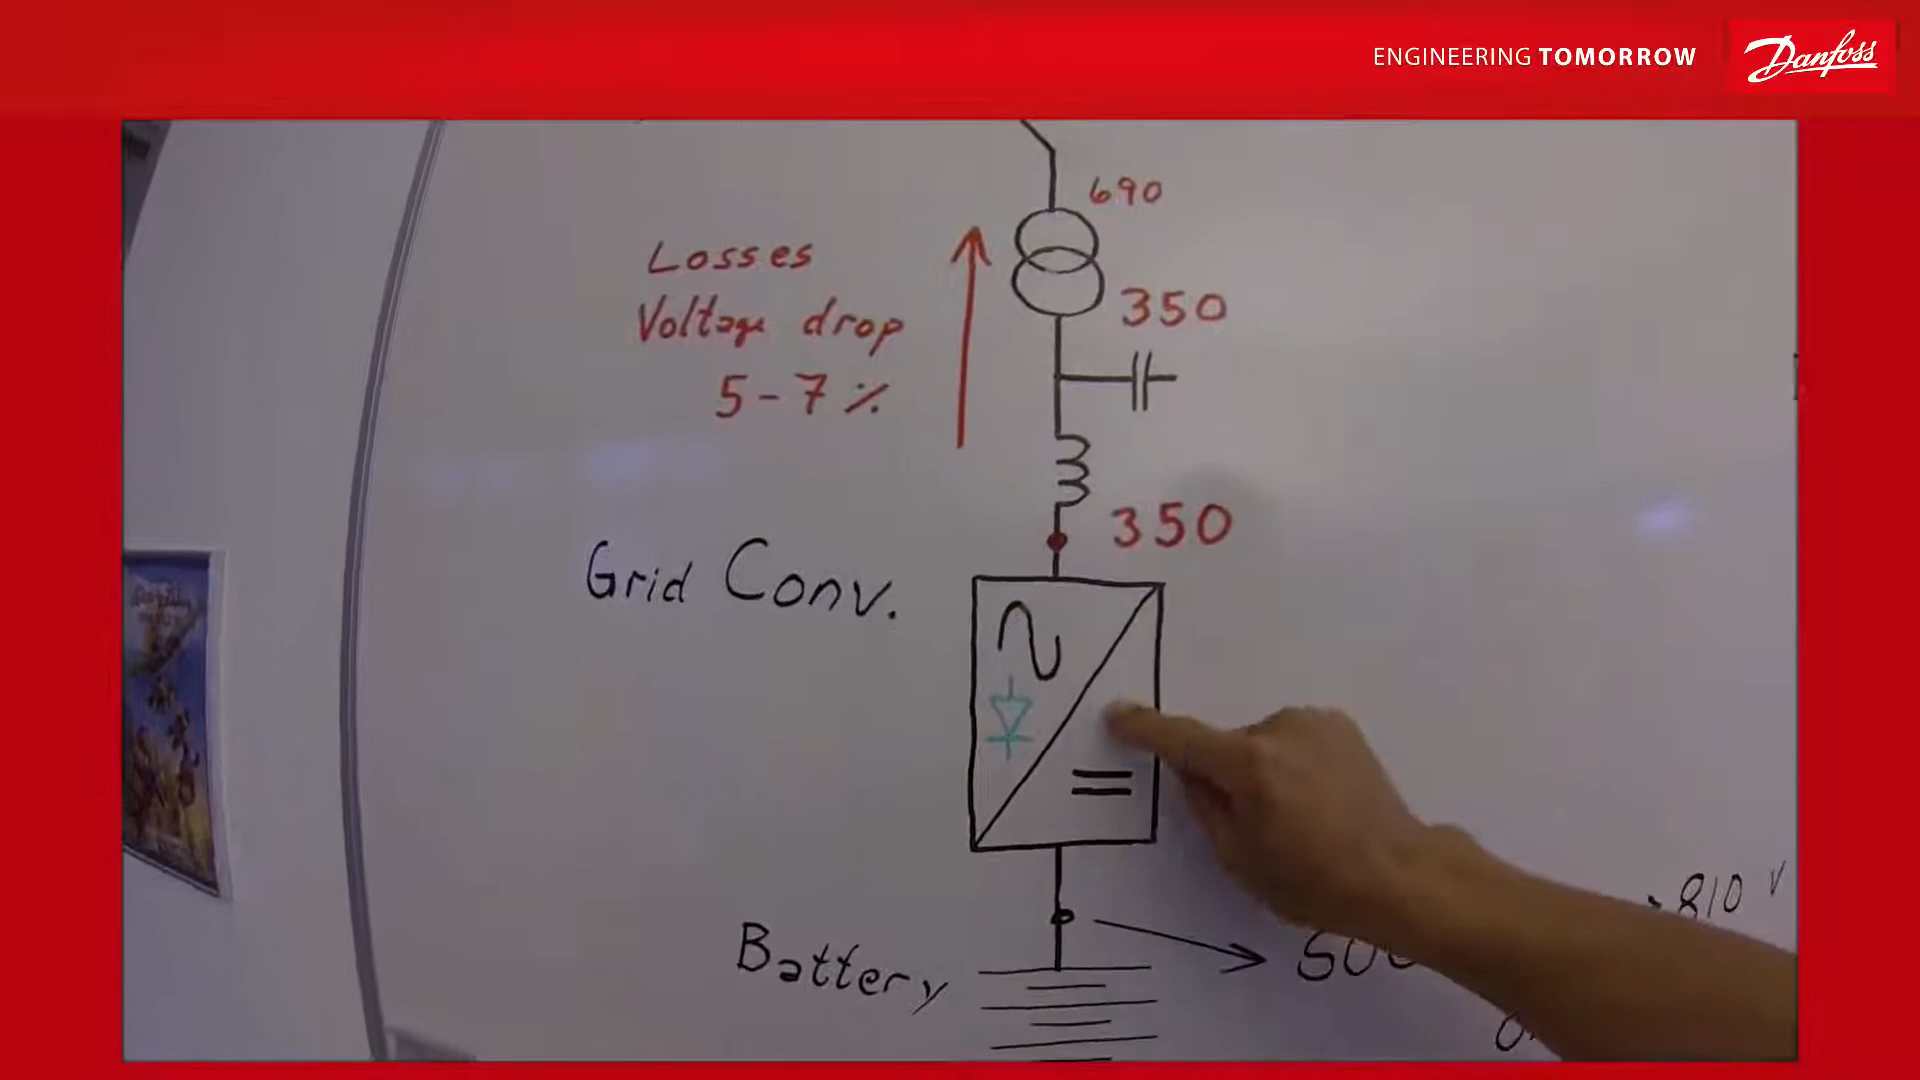 ENGINEERING TOMORROW
Danfoss
690
Losses
Voltage drop
5-7%
350
350
Grid Conv.
810 V
Battery